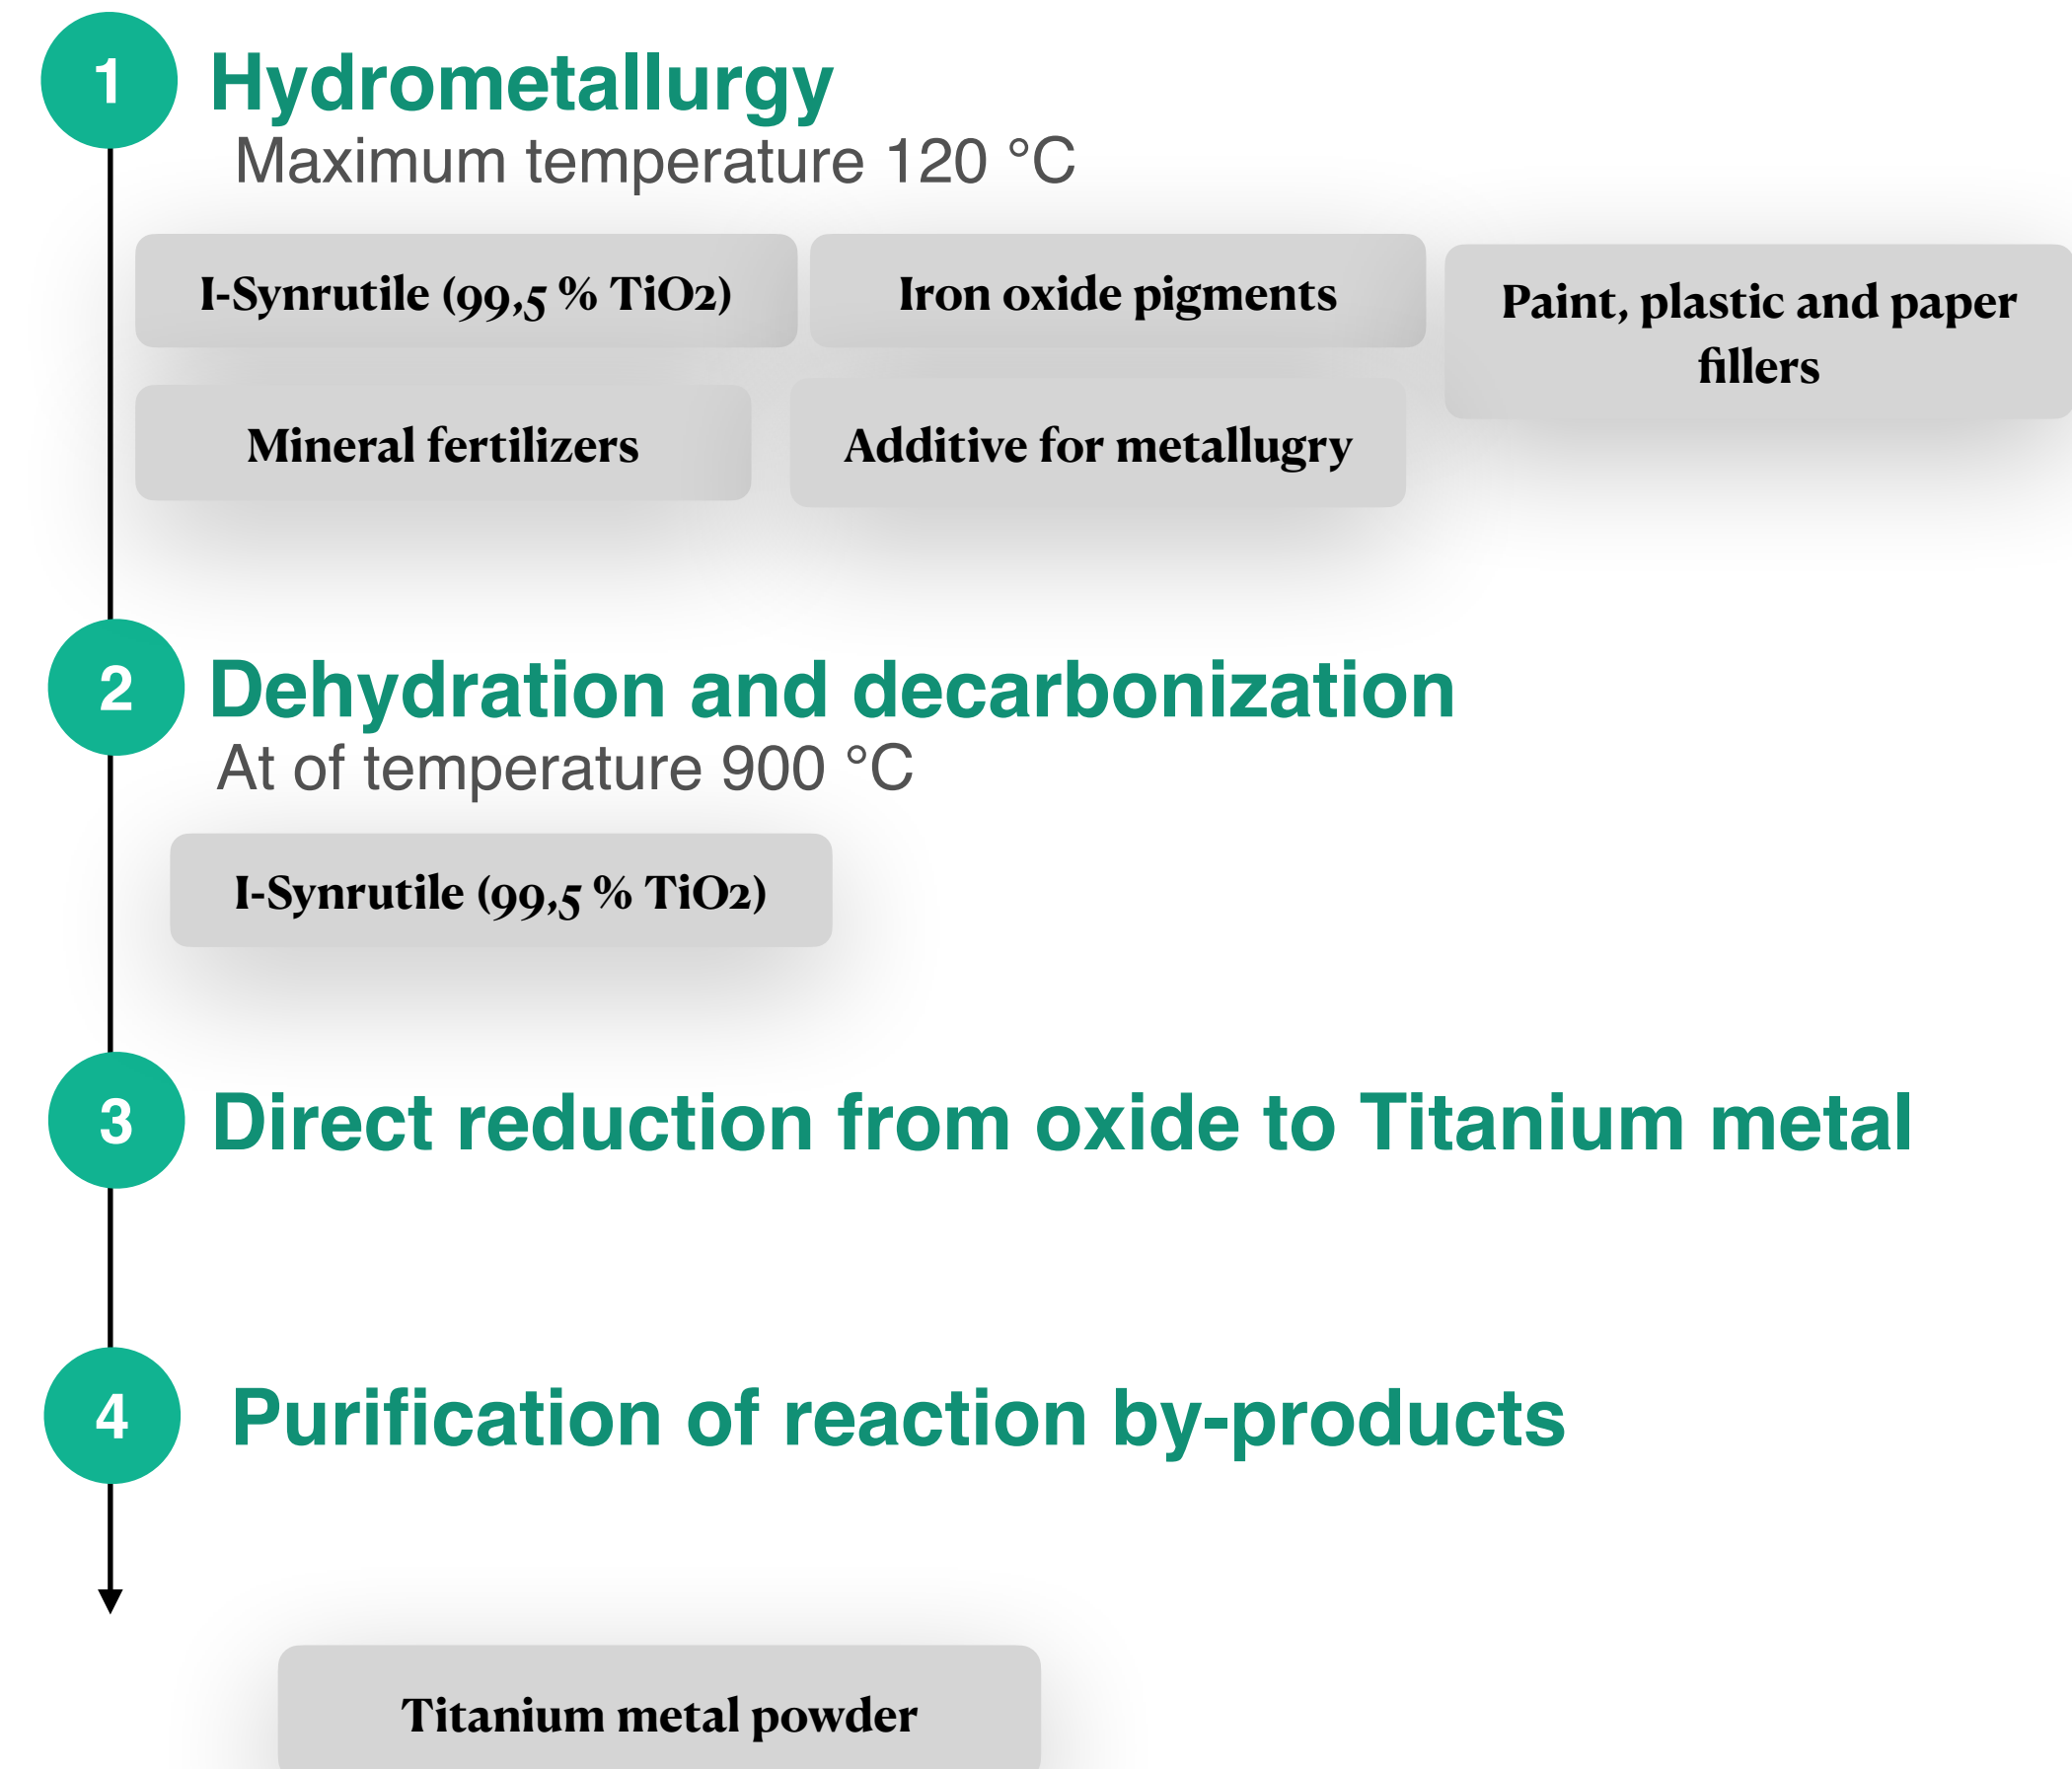 1
Hydrometallurgy
Maximum temperature 120 °C
I-Synrutile (99,5 % TiO2)
Iron oxide pigments
Paint, plastic and paper
fillers
Mineral fertilizers
Additive for metallugry
2
Dehydration and decarbonization
At of temperature 900 °C
I-Synrutile (99,5 % TiO2)
3
Direct reduction from oxide to Titanium metal
4
Purification of reaction by-products
Titanium metal powder